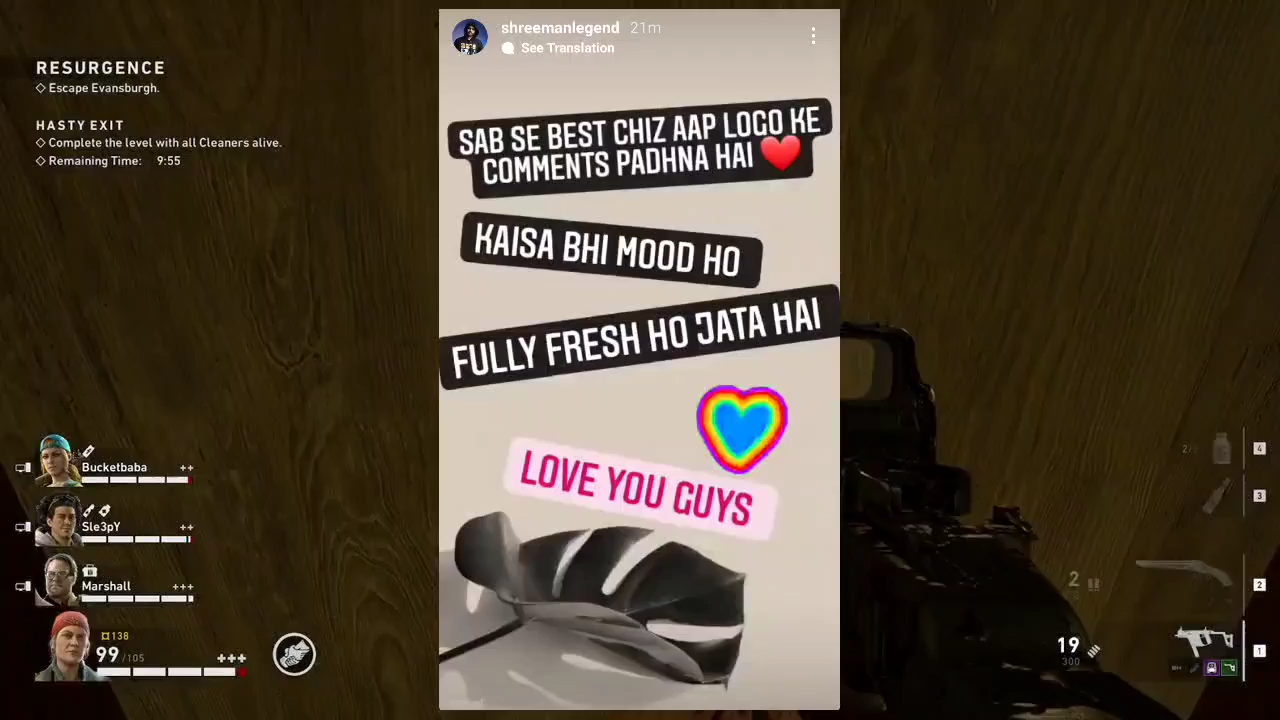 RESURGENCE
Escape Evansburgh.
HASTY EXIT
Complete the level with all Cleaners alive.
Remaining Time: 9:55
shreemanlegend 21m
See Translation
SAB SE BEST CHIZ AAP LOGO KE
COMMENTS PADHNA HAI ❤️
KAISA BHI MOOD HO
FULLY FRESH HO JATA HAI
LOVE YOU GUYS
Bucketbaba ++
Sle3pY ++
Marshall +++
138
99 /105 +++
4
3
2
2
19
300
1